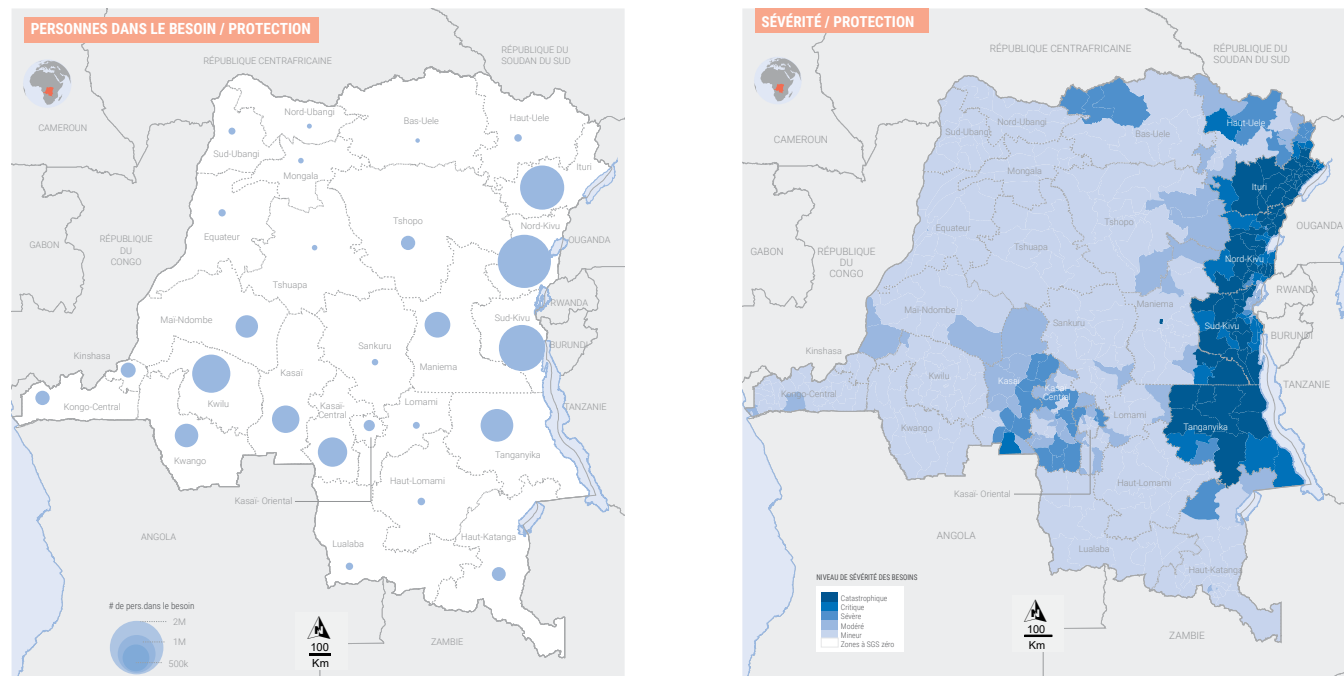 PERSONNES DANS LE BESOIN / PROTECTION
RÉPUBLIQUE CENTRAFRICAINE
RÉPUBLIQUE DU
SOUDAN DU SUD
CAMEROUN
Nord-Ubangi
Bas-Uele
Haut-Uele
Sud-Ubangi
Mongala
Ituri
Tshopo
Nord-Kivu
GABON
RÉPUBLIQUE
DU
CONGO
Equateur
OUGANDA
Tshuapa
RWANDA
Maï-Ndombe
Sud-Kivu
Sankuru
BURUNDI
Kinshasa
Kasaï
Maniema
Kwilu
Kongo-Central
Kasaï-
Central
Lomami
TANZANIE
Kwango
Tanganyika
Haut-Lomami
Kasaï- Oriental
ANGOLA
Lualaba
Haut-Katanga
# de pers.dans le besoin
2M
1M
500k
100
Km
ZAMBIE
SÉVÉRITÉ / PROTECTION
RÉPUBLIQUE CENTRAFRICAINE
RÉPUBLIQUE DU
SOUDAN DU SUD
CAMEROUN
Nord-Ubangi
Sud-Ubangi
Bas-Uele
Haut-Uele
Mongala
Ituri
Tshopo
Equateur
OUGANDA
GABON
RÉPUBLIQUE
DU
CONGO
Tshuapa
Nord-Kivu
RWANDA
Maï-Ndombe
Maniema
Sankuru
Sud-Kivu
BURUNDI
Kinshasa
Kwilu
Kasaï
Kasaï-
Central
TANZANIE
Kongo-Central
Lomami
Kwango
Tanganyika
Haut-Lomami
Kasaï- Oriental
ANGOLA
Lualaba
Haut-Katanga
NIVEAU DE SÉVÉRITÉ DES BESOINS
Catastrophique
Critique
Sévère
Modéré
Mineur
Zones à SGS zéro
100
Km
ZAMBIE